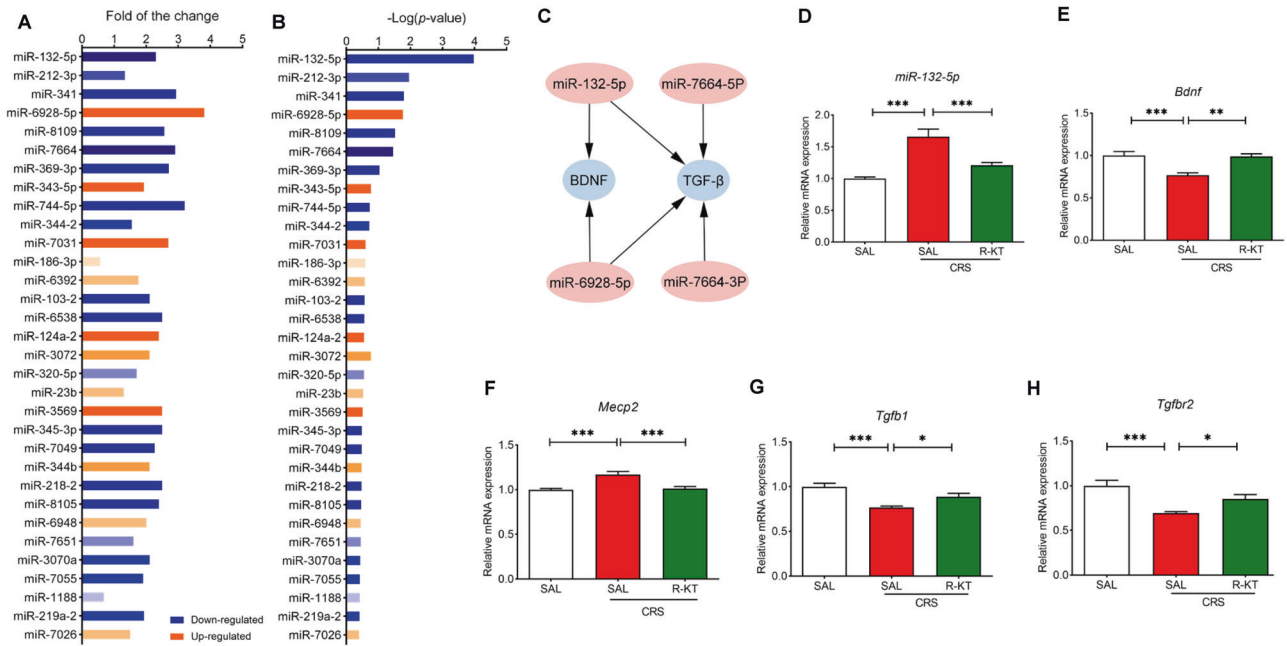 A
Fold of the change
0 1 2 3 4 5
miR-132-5p
miR-212-3p
miR-341
miR-6928-5p
miR-8109
miR-7664
miR-369-3p
miR-343-5p
miR-744-5p
miR-344-2
miR-7031
miR-186-3p
miR-6392
miR-103-2
miR-6538
miR-124a-2
miR-3072
miR-320-5p
miR-23b
miR-3569
miR-345-3p
miR-7049
miR-344b
miR-218-2
miR-8105
miR-6948
miR-7651
miR-3070a
miR-7055
miR-1188
miR-219a-2
miR-7026
Down-regulated
Up-regulated
B
-Log(p-value)
0 1 2 3 4 5
miR-132-5p
miR-212-3p
miR-341
miR-6928-5p
miR-8109
miR-7664
miR-369-3p
miR-343-5p
miR-744-5p
miR-344-2
miR-7031
miR-186-3p
miR-6392
miR-103-2
miR-6538
miR-124a-2
miR-3072
miR-320-5p
miR-23b
miR-3569
miR-345-3p
miR-7049
miR-344b
miR-218-2
miR-8105
miR-6948
miR-7651
miR-3070a
miR-7055
miR-1188
miR-219a-2
miR-7026
C
miR-132-5p
miR-7664-5P
BDNF
TGF-β
miR-6928-5p
miR-7664-3P
D
miR-132-5p
*** ***
Relative mRNA expression
2.0
1.5
1.0
0.5
0.0
SAL SAL R-KT
CRS
E
Bdnf
*** **
Relative mRNA expression
1.5
1.0
0.5
0.0
SAL SAL R-KT
CRS
F
Mecp2
*** ***
Relative mRNA expression
1.5
1.0
0.5
0.0
SAL SAL R-KT
CRS
G
Tgfb1
*** *
Relative mRNA expression
1.5
1.0
0.5
0.0
SAL SAL R-KT
CRS
H
Tgfbr2
*** *
Relative mRNA expression
1.5
1.0
0.5
0.0
SAL SAL R-KT
CRS